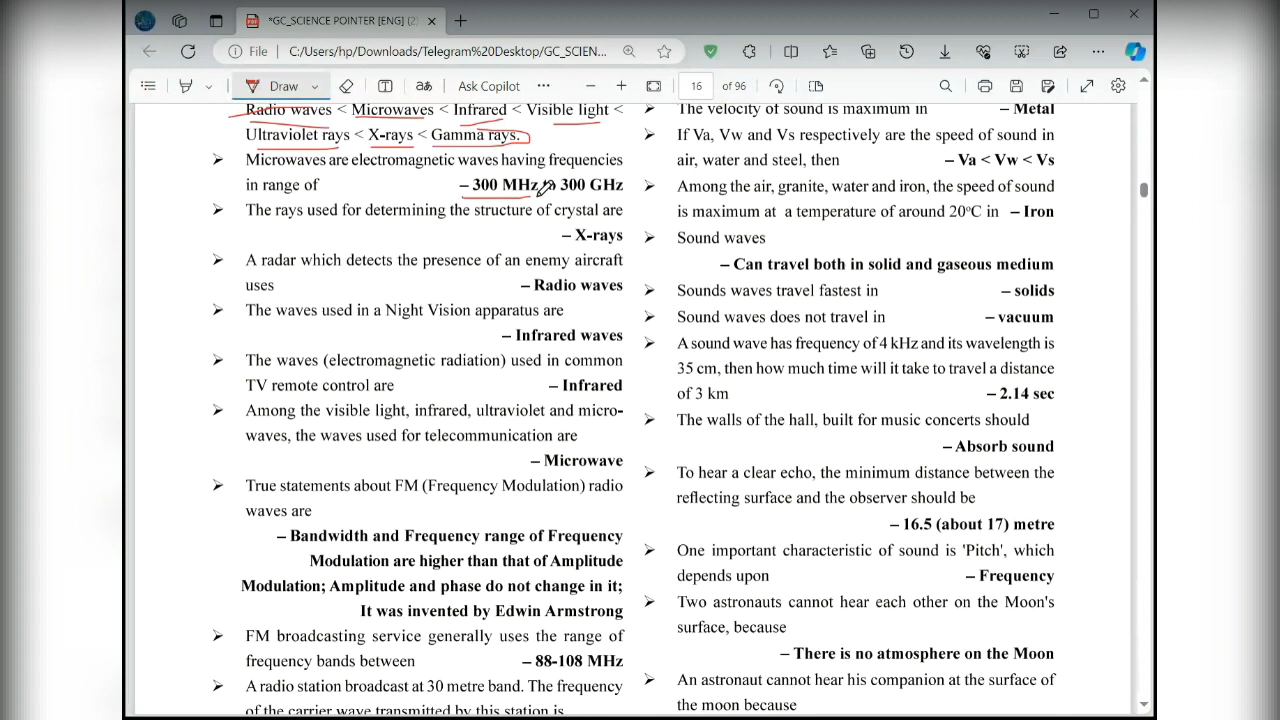 *GC_SCIENCE POINTER [ENG] (2)
File
C:/Users/hp/Downloads/Telegram%20Desktop/GC_SCIEN...
Draw
Ask Copilot
16 of 96
Radio waves < Microwaves < Infrared < Visible light <
Ultraviolet rays < X-rays < Gamma rays.
Microwaves are electromagnetic waves having frequencies
in range of – 300 MHz 300 GHz
The rays used for determining the structure of crystal are
– X-rays
A radar which detects the presence of an enemy aircraft
uses – Radio waves
The waves used in a Night Vision apparatus are
– Infrared waves
The waves (electromagnetic radiation) used in common
TV remote control are – Infrared
Among the visible light, infrared, ultraviolet and micro-
waves, the waves used for telecommunication are
– Microwave
True statements about FM (Frequency Modulation) radio
waves are
– Bandwidth and Frequency range of Frequency
Modulation are higher than that of Amplitude
Modulation; Amplitude and phase do not change in it;
It was invented by Edwin Armstrong
FM broadcasting service generally uses the range of
frequency bands between – 88-108 MHz
A radio station broadcast at 30 metre band. The frequency
of the carrier wave transmitted by this station is
The velocity of sound is maximum in – Metal
If Va, Vw and Vs respectively are the speed of sound in
air, water and steel, then – Va < Vw < Vs
Among the air, granite, water and iron, the speed of sound
is maximum at a temperature of around 20°C in – Iron
Sound waves
– Can travel both in solid and gaseous medium
Sounds waves travel fastest in – solids
Sound waves does not travel in – vacuum
A sound wave has frequency of 4 kHz and its wavelength is
35 cm, then how much time will it take to travel a distance
of 3 km – 2.14 sec
The walls of the hall, built for music concerts should
– Absorb sound
To hear a clear echo, the minimum distance between the
reflecting surface and the observer should be
– 16.5 (about 17) metre
One important characteristic of sound is 'Pitch', which
depends upon – Frequency
Two astronauts cannot hear each other on the Moon's
surface, because
– There is no atmosphere on the Moon
An astronaut cannot hear his companion at the surface of
the moon because